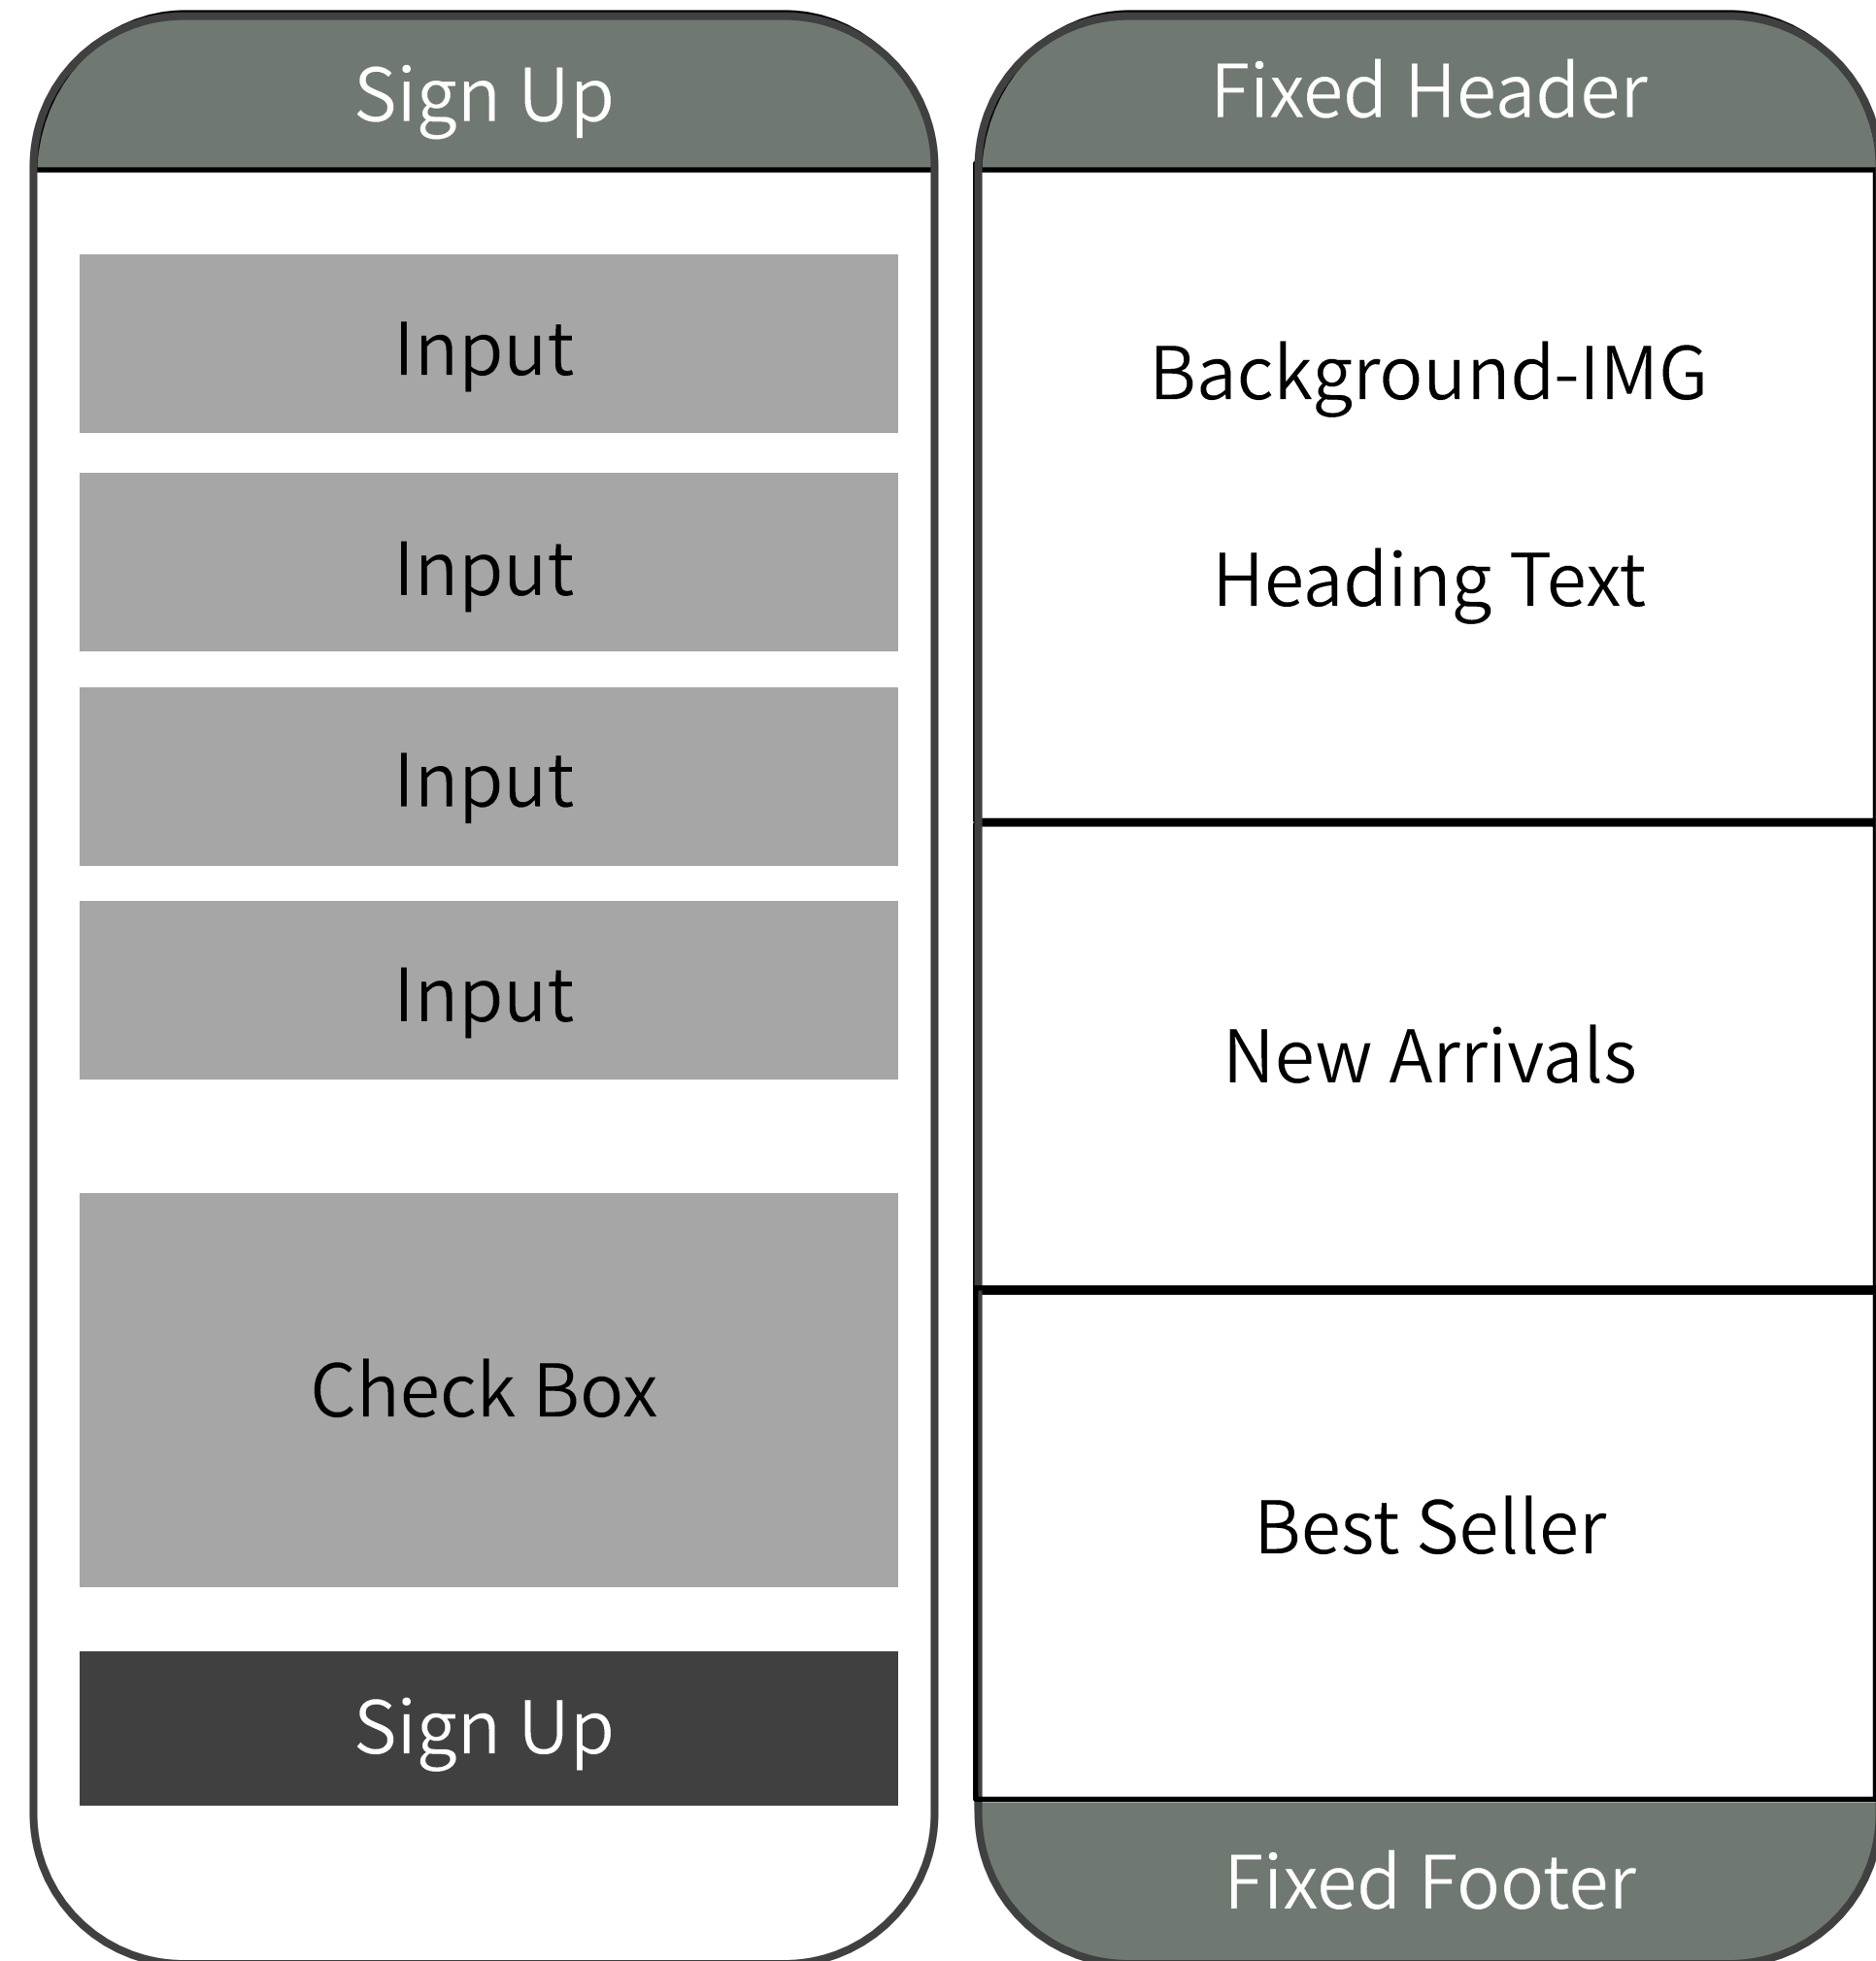 Sign Up
Input
Input
Input
Input
Check Box
Sign Up
Fixed Header
Background-IMG
Heading Text
New Arrivals
Best Seller
Fixed Footer